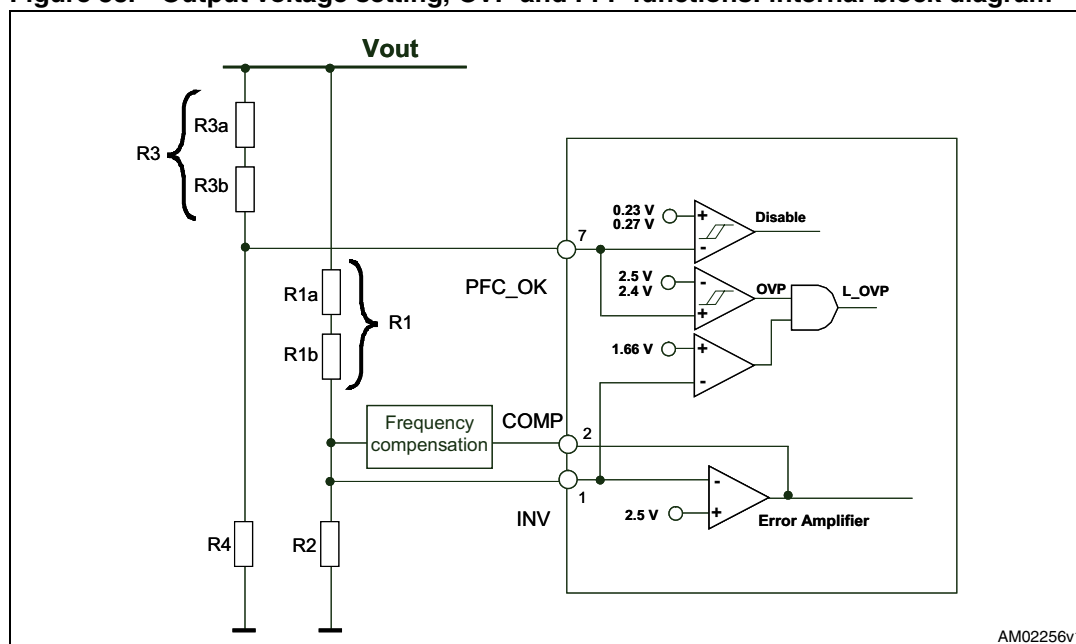 Vout
R3a
R3
R3b
0.23 V
0.27 V
Disable
7
PFC_OK
2.5 V
2.4 V
OVP
L_OVP
R1a
R1
R1b
1.66 V
Frequency
compensation
COMP
2
1
INV
2.5 V
Error Amplifier
R4
R2
+
-
-
+
+
-
-
+